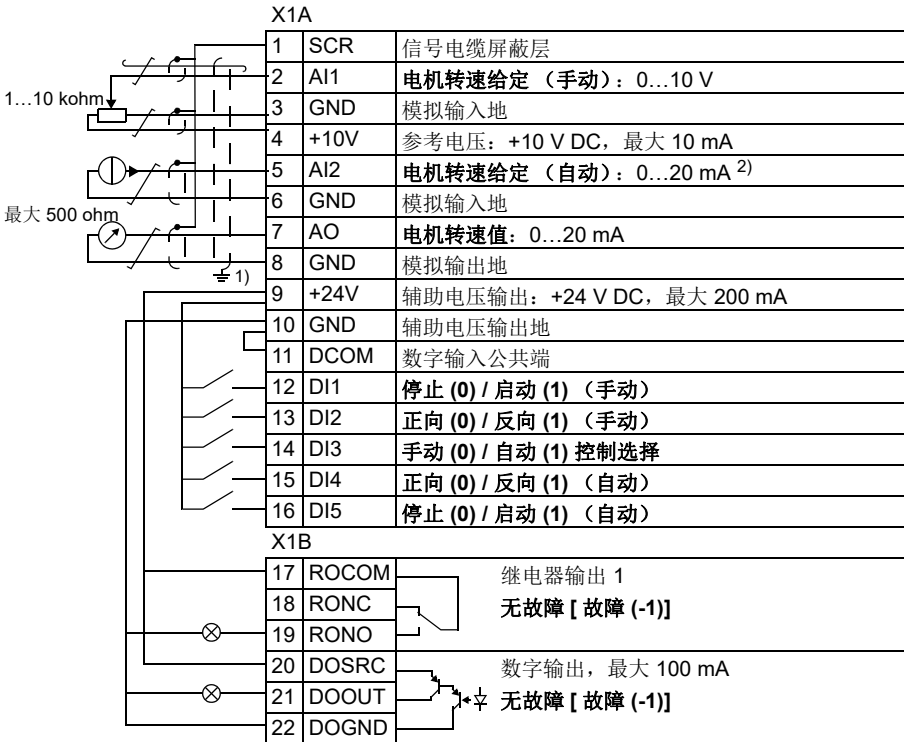 X1A
1 SCR 信号电缆屏蔽层
2 AI1 电机转速给定 （手动）：0…10 V
1…10 kohm
3 GND 模拟输入地
4 +10V 参考电压：+10 V DC，最大 10 mA
5 AI2 电机转速给定 （自动）：0…20 mA 2)
6 GND 模拟输入地
最大 500 ohm
7 AO 电机转速值：0…20 mA
8 GND 模拟输出地
1)
9 +24V 辅助电压输出：+24 V DC，最大 200 mA
10 GND 辅助电压输出地
11 DCOM 数字输入公共端
12 DI1 停止 (0) / 启动 (1) （手动）
13 DI2 正向 (0) / 反向 (1) （手动）
14 DI3 手动 (0) / 自动 (1) 控制选择
15 DI4 正向 (0) / 反向 (1) （自动）
16 DI5 停止 (0) / 启动 (1) （自动）
X1B
17 ROCOM 继电器输出 1
18 RONC 无故障 [ 故障 (-1)]
19 RONO
20 DOSRC 数字输出，最大 100 mA
21 DOOUT 无故障 [ 故障 (-1)]
22 DOGND